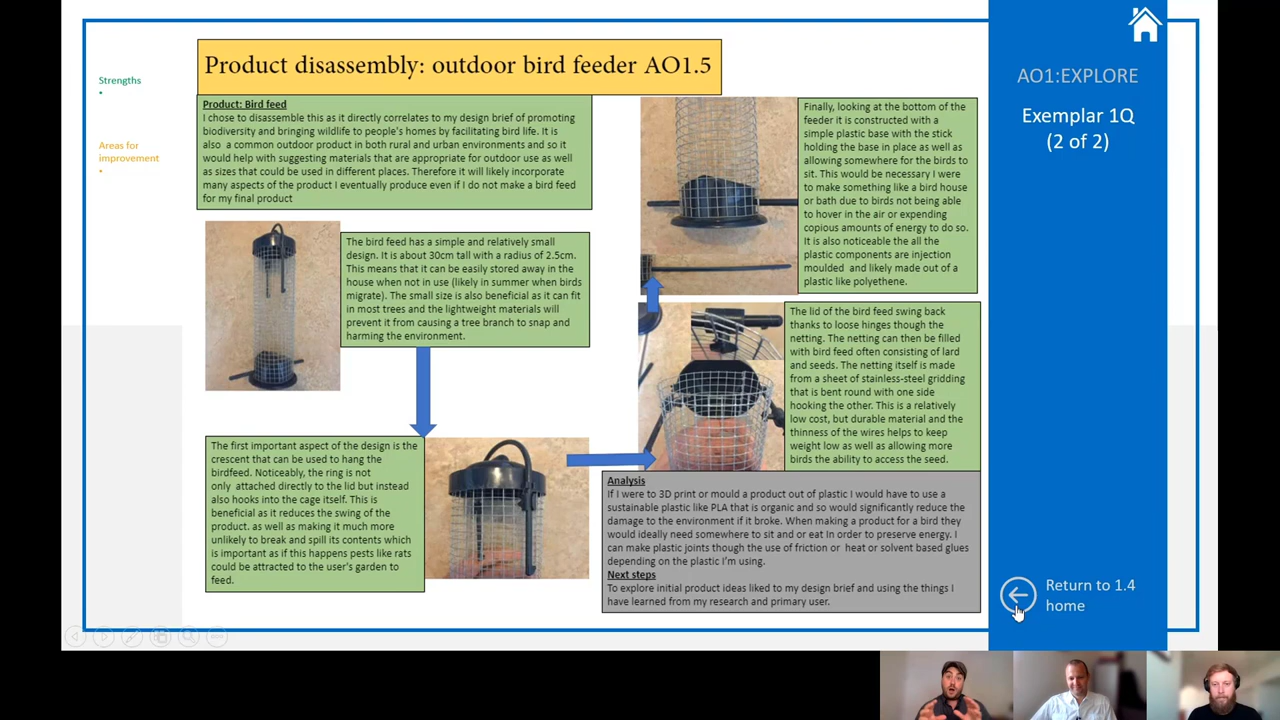 Strengths
•
Areas for
improvement
•
Product disassembly: outdoor bird feeder AO1.5
Product: Bird feed
I chose to disassemble this as it directly correlates to my design brief of promoting
biodiversity and bringing wildlife to people's homes by facilitating bird life. It is
also a common outdoor product in both rural and urban environments and so it
would help with suggesting materials that are appropriate for outdoor use as well
as sizes that could be used in different places. Therefore it will likely incorporate
many aspects of the product I eventually produce even if I do not make a bird feed
for my final product
The bird feed has a simple and relatively small
design. It is about 30cm tall with a radius of 2.5cm.
This means that it can be easily stored away in the
house when not in use (likely in summer when birds
migrate). The small size is also beneficial as it can fit
in most trees and the lightweight materials will
prevent it from causing a tree branch to snap and
harming the environment.
The first important aspect of the design is the
crescent that can be used to hang the
birdfeed. Noticeably, the ring is not
only attached directly to the lid but instead
also hooks into the cage itself. This is
beneficial as it reduces the swing of the
product. as well as making it much more
unlikely to break and spill its contents which
is important as if this happens pests like rats
could be attracted to the user's garden to
feed.
The lid of the bird feed swing back
thanks to loose hinges though the
netting. The netting can then be filled
with bird feed often consisting of lard
and seeds. The netting itself is made
from a sheet of stainless-steel gridding
that is bent round with one side
hooking the other. This is a relatively
low cost, but durable material and the
thinness of the wires helps to keep
weight low as well as allowing more
birds the ability to access the seed.
Finally, looking at the bottom of the
feeder it is constructed with a
simple plastic base with the stick
holding the base in place as well as
allowing somewhere for the birds to
sit. This would be necessary I were
to make something like a bird house
or bath due to birds not being able
to hover in the air or expending
copious amounts of energy to do so.
It is also noticeable the all the
plastic components are injection
moulded and likely made out of a
plastic like polyethene.
Analysis
If I were to 3D print or mould a product out of plastic I would have to use a
sustainable plastic like PLA that is organic and so would significantly reduce the
damage to the environment if it broke. When making a product for a bird they
would ideally need somewhere to sit and or eat In order to preserve energy. I
can make plastic joints though the use of friction or heat or solvent based glues
depending on the plastic I'm using.
Next steps
To explore initial product ideas liked to my design brief and using the things I
have learned from my research and primary user.
AO1:EXPLORE
Exemplar 1Q
(2 of 2)
Return to 1.4
home